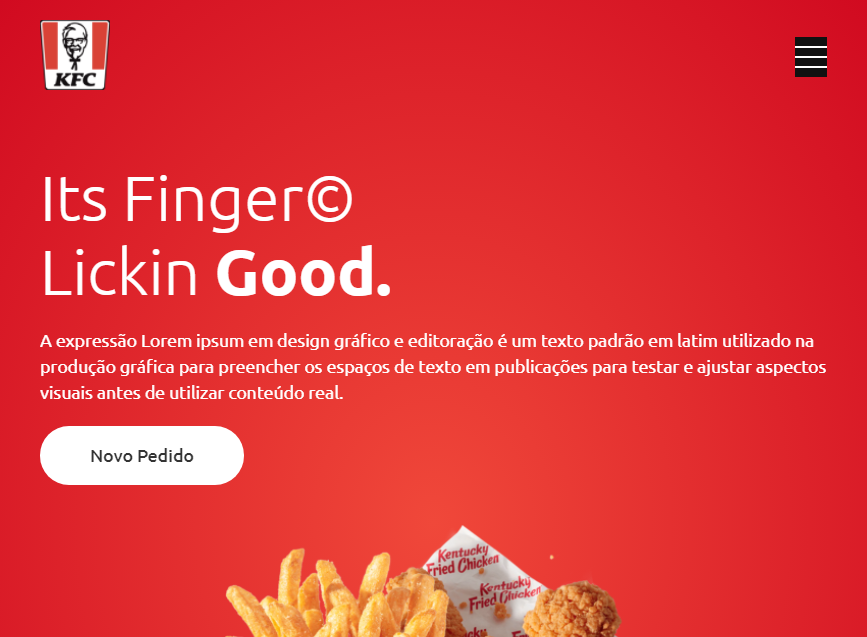 KFC
Its Finger©
Lickin Good.
A expressão Lorem ipsum em design gráfico e editoração é um texto padrão em latim utilizado na
produção gráfica para preencher os espaços de texto em publicações para testar e ajustar aspectos
visuais antes de utilizar conteúdo real.
Novo Pedido
Kentucky
Fried Chicken
Kentucky
Fried Chicken